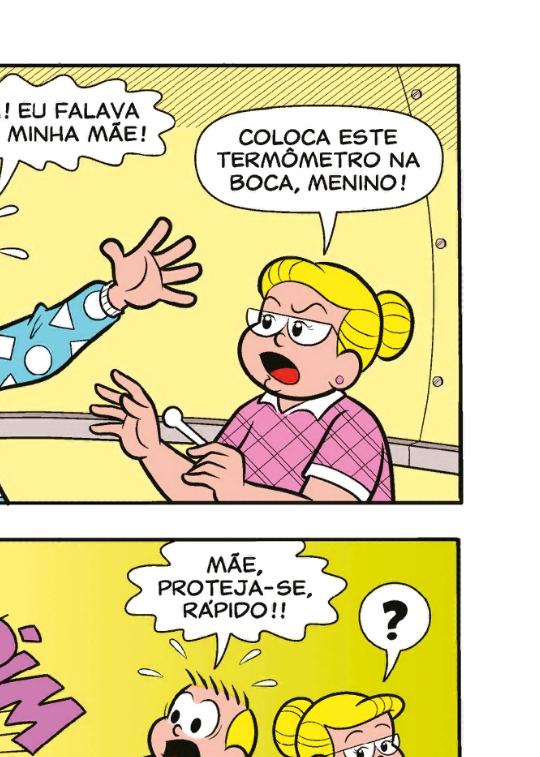 ! EU FALAVA
MINHA MÃE!
COLOCA ESTE
TERMÔMETRO NA
BOCA, MENINO!
MÃE,
PROTEJA-SE,
RÁPIDO!!
?